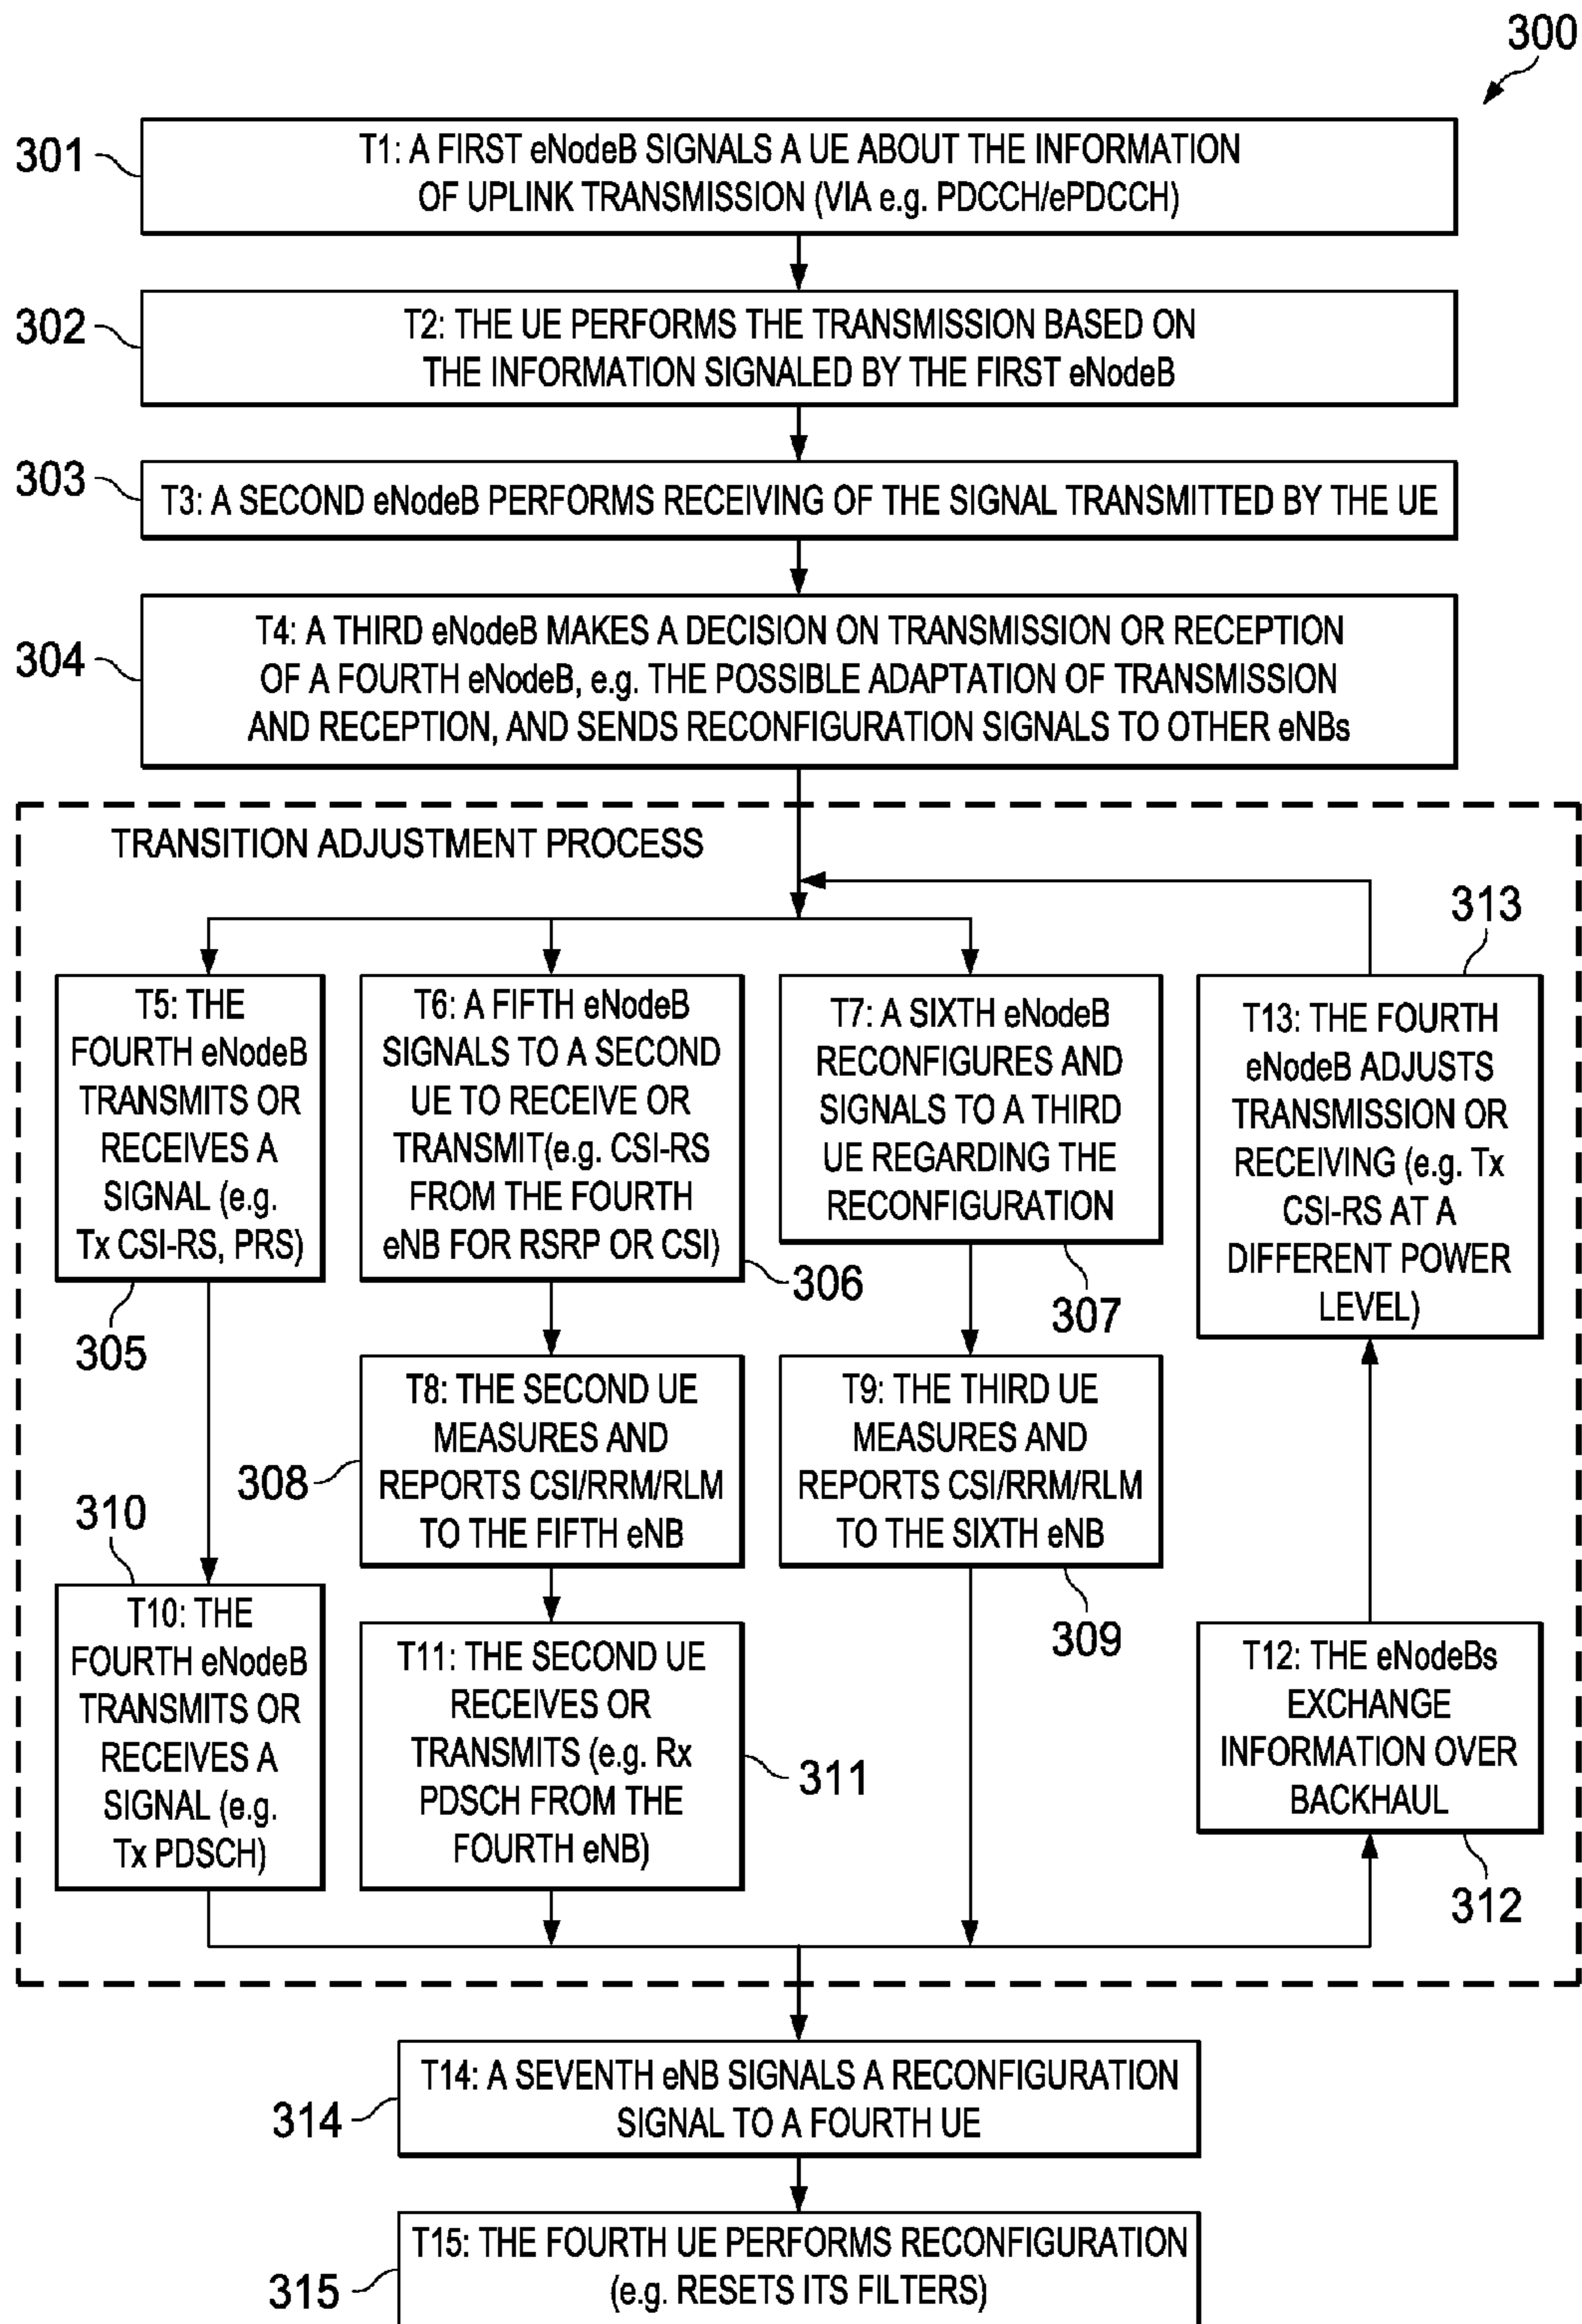 300
301
T1: A FIRST eNodeB SIGNALS A UE ABOUT THE INFORMATION
OF UPLINK TRANSMISSION (VIA e.g. PDCCH/ePDCCH)
302
T2: THE UE PERFORMS THE TRANSMISSION BASED ON
THE INFORMATION SIGNALED BY THE FIRST eNodeB
303
T3: A SECOND eNodeB PERFORMS RECEIVING OF THE SIGNAL TRANSMITTED BY THE UE
304
T4: A THIRD eNodeB MAKES A DECISION ON TRANSMISSION OR RECEPTION
OF A FOURTH eNodeB, e.g. THE POSSIBLE ADAPTATION OF TRANSMISSION
AND RECEPTION, AND SENDS RECONFIGURATION SIGNALS TO OTHER eNBs
TRANSITION ADJUSTMENT PROCESS
T5: THE
FOURTH eNodeB
TRANSMITS OR
RECEIVES A
SIGNAL (e.g.
Tx CSI-RS, PRS)
305
T6: A FIFTH eNodeB
SIGNALS TO A SECOND
UE TO RECEIVE OR
TRANSMIT(e.g. CSI-RS
FROM THE FOURTH
eNB FOR RSRP OR CSI)
306
T7: A SIXTH eNodeB
RECONFIGURES AND
SIGNALS TO A THIRD
UE REGARDING THE
RECONFIGURATION
307
313
T13: THE FOURTH
eNodeB ADJUSTS
TRANSMISSION OR
RECEIVING (e.g. Tx
CSI-RS AT A
DIFFERENT POWER
LEVEL)
308
T8: THE SECOND UE
MEASURES AND
REPORTS CSI/RRM/RLM
TO THE FIFTH eNB
T9: THE THIRD UE
MEASURES AND
REPORTS CSI/RRM/RLM
TO THE SIXTH eNB
309
310
T10: THE
FOURTH eNodeB
TRANSMITS OR
RECEIVES A
SIGNAL (e.g.
Tx PDSCH)
T11: THE SECOND UE
RECEIVES OR
TRANSMITS (e.g. Rx
PDSCH FROM THE
FOURTH eNB)
311
T12: THE eNodeBs
EXCHANGE
INFORMATION OVER
BACKHAUL
312
T14: A SEVENTH eNB SIGNALS A RECONFIGURATION
SIGNAL TO A FOURTH UE
314
T15: THE FOURTH UE PERFORMS RECONFIGURATION
(e.g. RESETS ITS FILTERS)
315